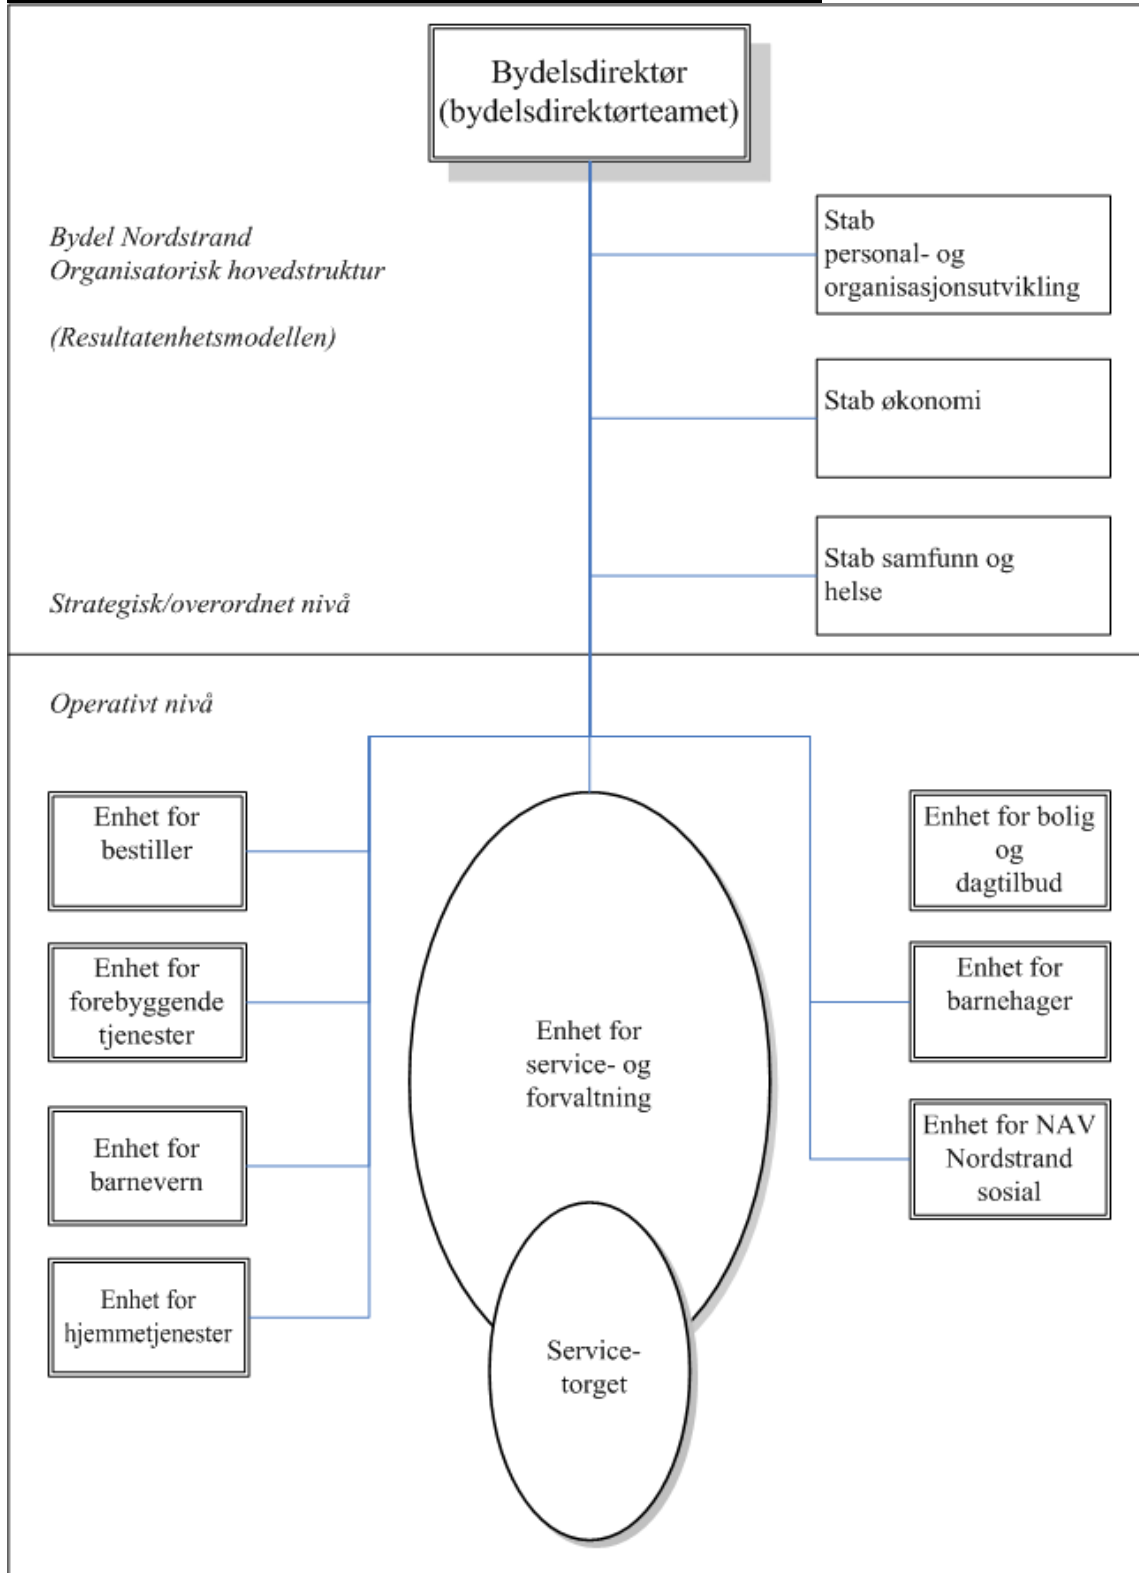 Bydelsdirektør
(bydelsdirektørteamet)
Bydel Nordstrand
Organisatorisk hovedstruktur
(Resultatenhetsmodellen)
Stab
personal- og
organisasjonsutvikling
Stab økonomi
Stab samfunn og
helse
Strategisk/overordnet nivå
Operativt nivå
Enhet for
bestiller
Enhet for
forebyggende
tjenester
Enhet for
barnevern
Enhet for
hjemmetjenester
Enhet for
service- og
forvaltning
Service-
torget
Enhet for bolig
og
dagtilbud
Enhet for
barnehager
Enhet for NAV
Nordstrand
sosial